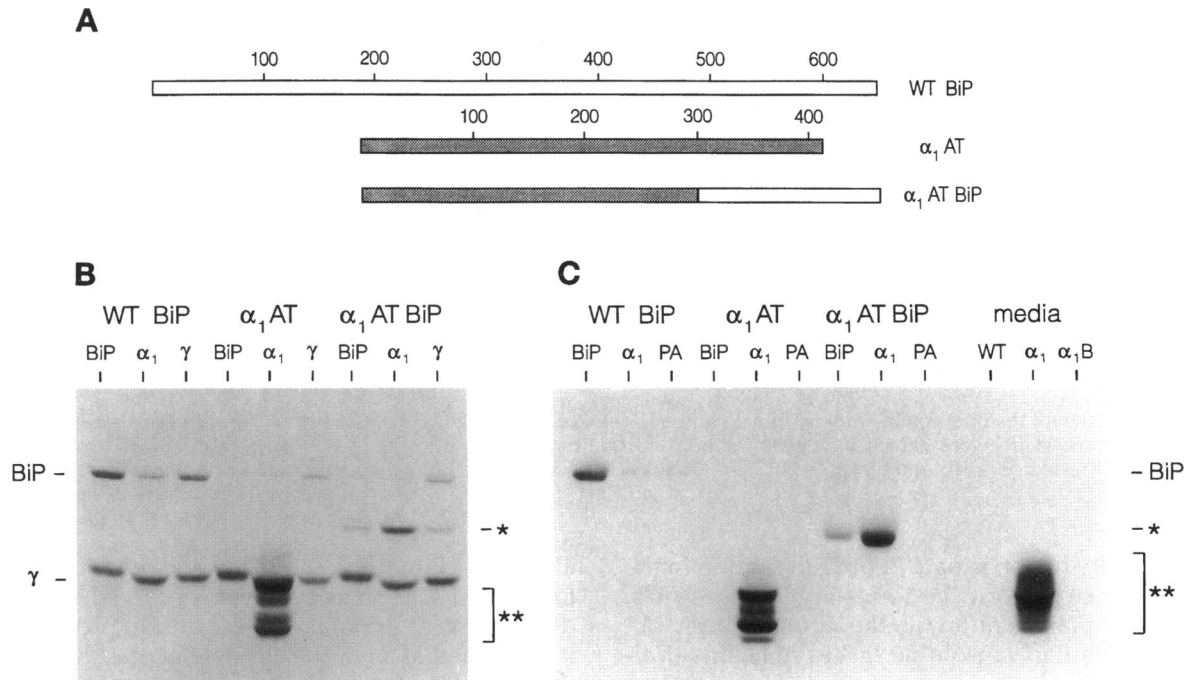 A
100 200 300 400 500 600
WT BiP
100 200 300 400
α₁ AT
α₁ AT BiP
B
WT BiP α₁ AT α₁ AT BiP
BiP α₁ γ BiP α₁ γ BiP α₁ γ
BiP –
– *
γ –
**
C
WT BiP α₁ AT α₁ AT BiP media
BiP α₁ PA BiP α₁ PA BiP α₁ PA WT α₁ α₁B
– BiP
– *
**